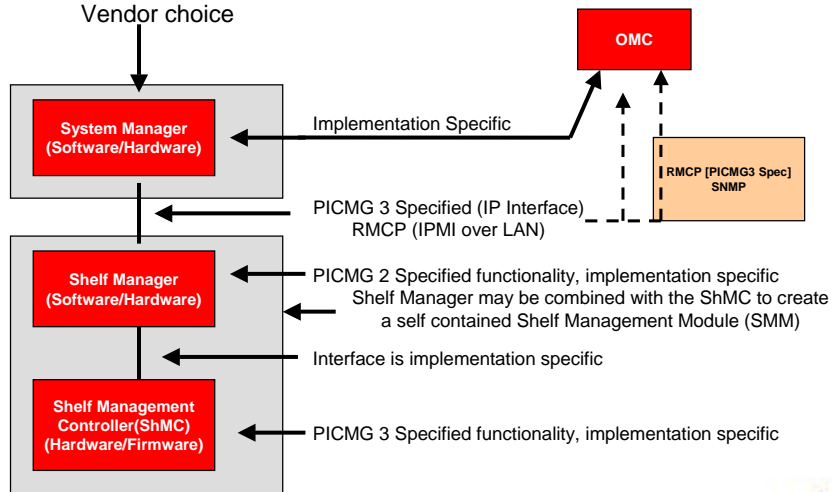 Vendor choice
OMC
System Manager
(Software/Hardware)
Implementation Specific
RMCP [PICMG3 Spec]
SNMP
PICMG 3 Specified (IP Interface)
RMCP (IPMI over LAN)
Shelf Manager
(Software/Hardware)
PICMG 2 Specified functionality, implementation specific
Shelf Manager may be combined with the ShMC to create
a self contained Shelf Management Module (SMM)
Interface is implementation specific
Shelf Management
Controller(ShMC)
(Hardware/Firmware)
PICMG 3 Specified functionality, implementation specific